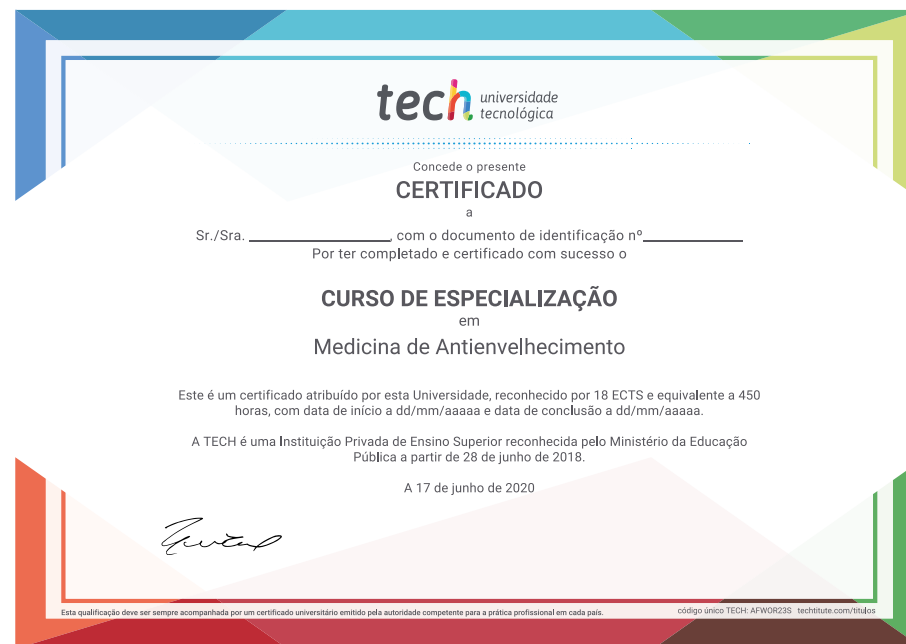 tech universidade
tecnológica
Concede o presente
CERTIFICADO
a
Sr./Sra. ____________________, com o documento de identificação nº______________
Por ter completado e certificado com sucesso o
CURSO DE ESPECIALIZAÇÃO
em
Medicina de Antienvelhecimento
Este é um certificado atribuído por esta Universidade, reconhecido por 18 ECTS e equivalente a 450
horas, com data de início a dd/mm/aaaaa e data de conclusão a dd/mm/aaaaa.
A TECH é uma Instituição Privada de Ensino Superior reconhecida pelo Ministério da Educação
Pública a partir de 28 de junho de 2018.
A 17 de junho de 2020
Esta qualificação deve ser sempre acompanhada por um certificado universitário emitido pela autoridade competente para a prática profissional em cada país.
código único TECH: AFWOR23S techtitute.com/titulos